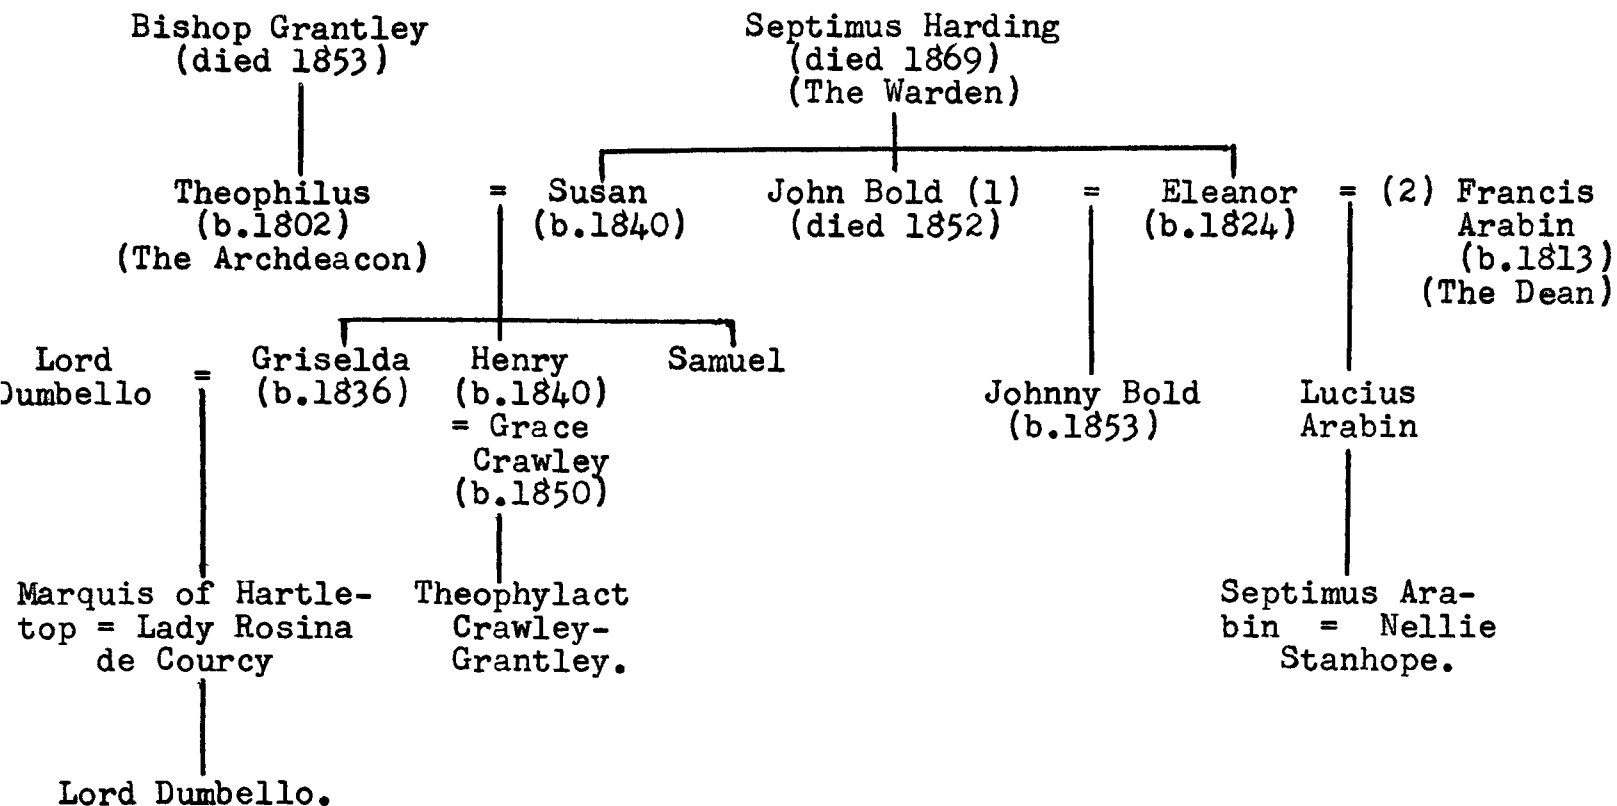 Bishop Grantley
(died 1853)
Septimus Harding
(died 1869)
(The Warden)
Theophilus = Susan John Bold (1) = Eleanor = (2) Francis
(b.1802) (b.1840) (died 1852) (b.1824) Arabin
(The Archdeacon) (b.1813)
(The Dean)
Lord
Dumbello
=
Griselda
(b.1836)
Henry
(b.1840)
= Grace
Crawley
(b.1850)
Samuel
Johnny Bold
(b.1853)
Lucius
Arabin
Marquis of Hartle-
top = Lady Rosina
de Courcy
Theophylact
Crawley-
Grantley.
Septimus Ara-
bin = Nellie
Stanhope.
Lord Dumbello.